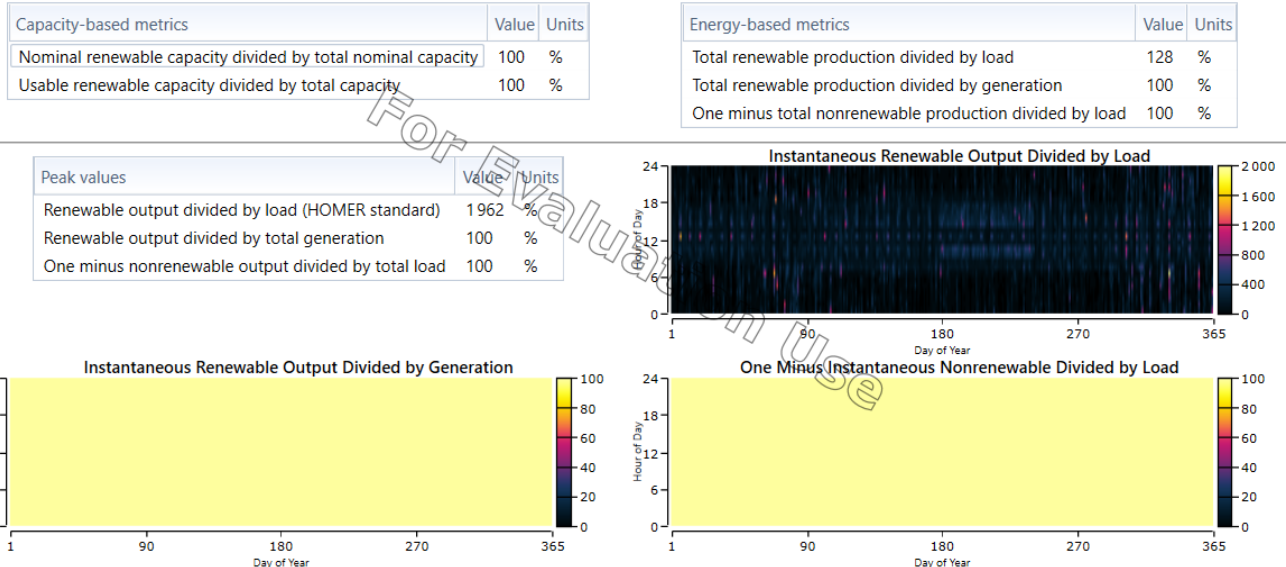 Capacity-based metrics Value Units
Nominal renewable capacity divided by total nominal capacity 100 %
Usable renewable capacity divided by total capacity 100 %
Energy-based metrics Value Units
Total renewable production divided by load 128 %
Total renewable production divided by generation 100 %
One minus total nonrenewable production divided by load 100 %
Peak values Value Units
Renewable output divided by load (HOMER standard) 1 962 %
Renewable output divided by total generation 100 %
One minus nonrenewable output divided by total load 100 %
Instantaneous Renewable Output Divided by Load
Hour of Day
24
18
12
6
0
1 90 180 270 365
Day of Year
2 000
1 600
1 200
800
400
0
Instantaneous Renewable Output Divided by Generation
1 90 180 270 365
Day of Year
100
80
60
40
20
0
One Minus Instantaneous Nonrenewable Divided by Load
Hour of Day
24
18
12
6
0
1 90 180 270 365
Day of Year
100
80
60
40
20
0
For Evaluation Use